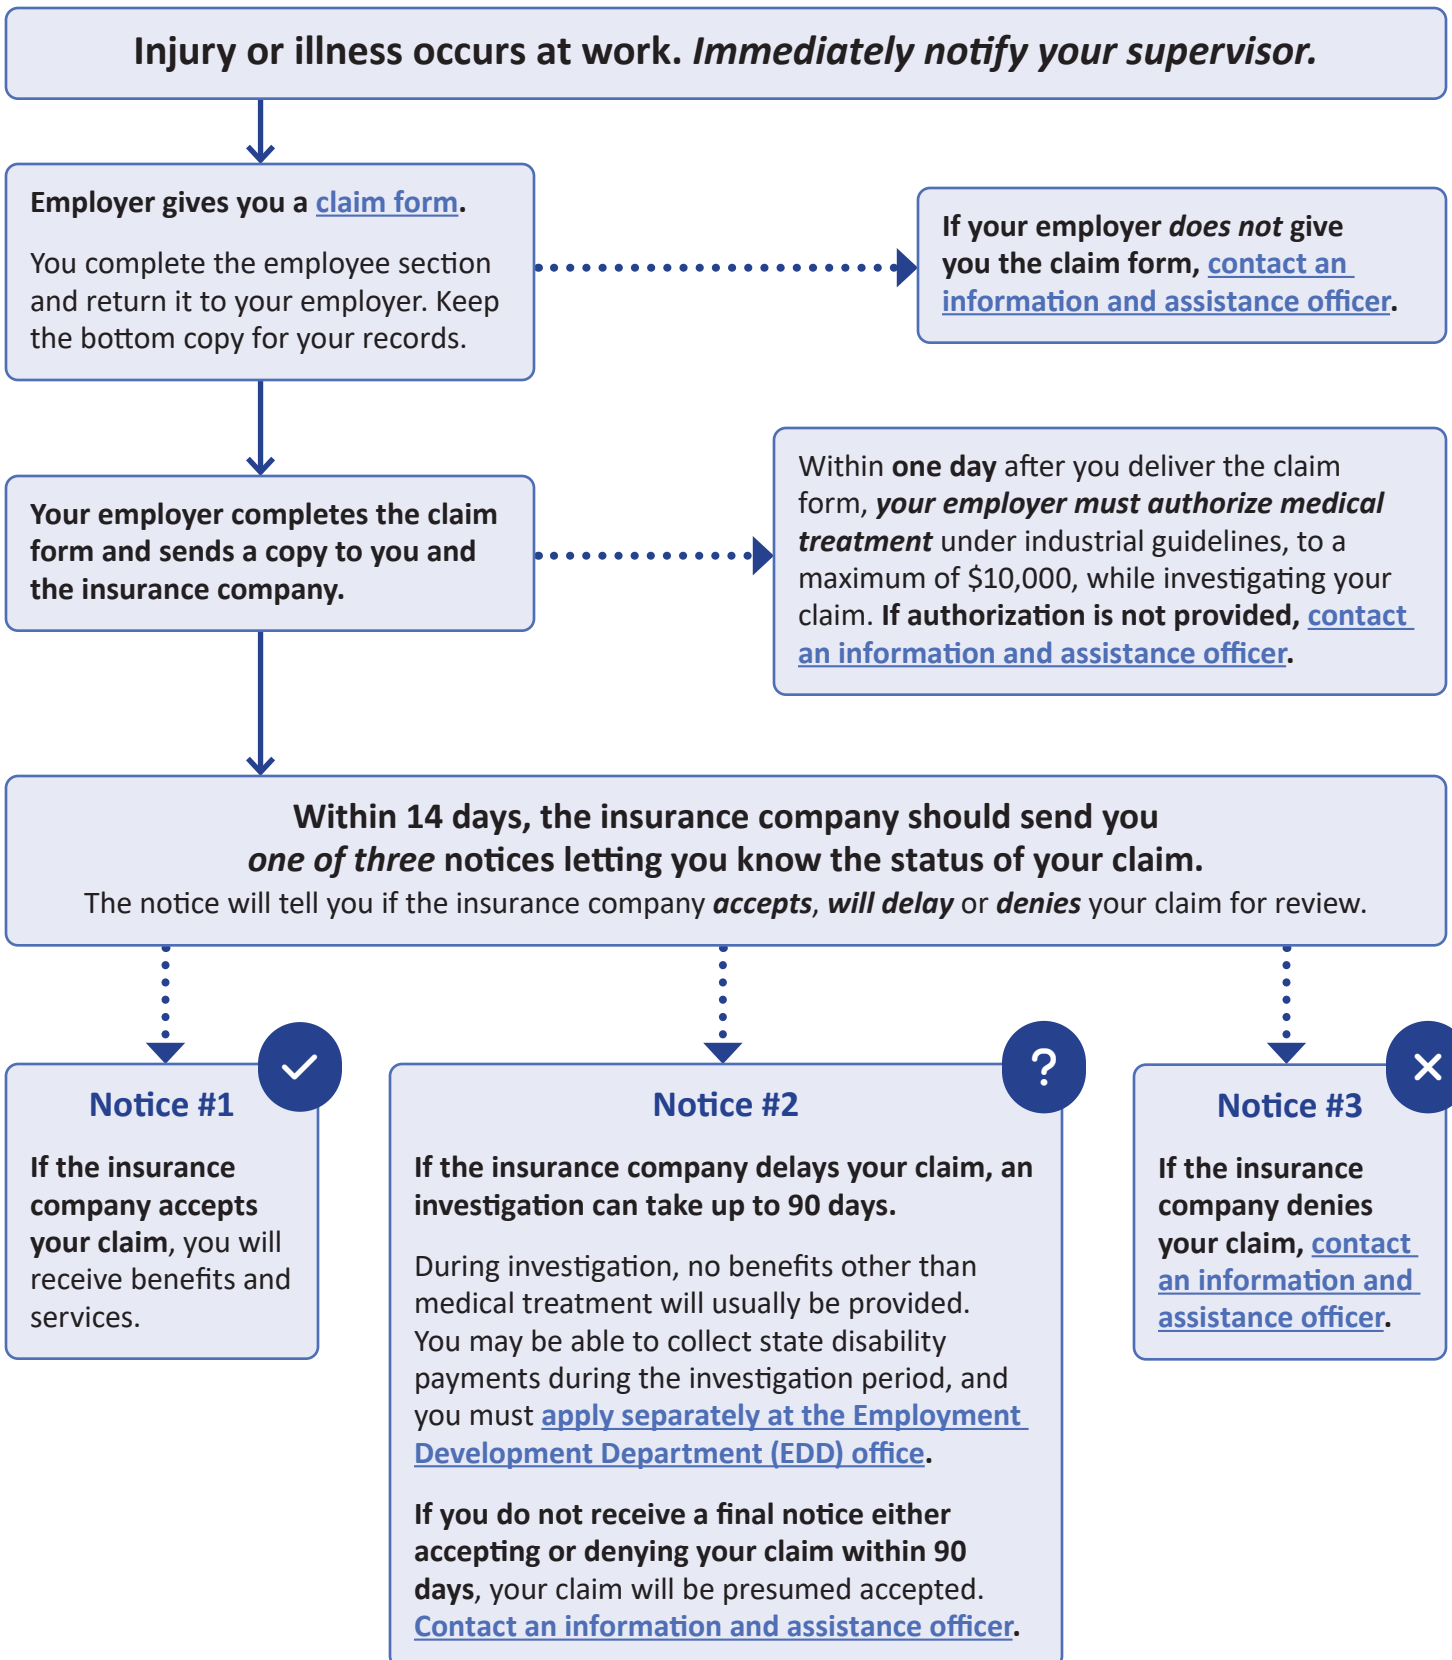 Injury or illness occurs at work. Immediately notify your supervisor.
Employer gives you a claim form.
You complete the employee section
and return it to your employer. Keep
the bottom copy for your records.
If your employer does not give
you the claim form, contact an
information and assistance officer.
Your employer completes the claim
form and sends a copy to you and
the insurance company.
Within one day after you deliver the claim
form, your employer must authorize medical
treatment under industrial guidelines, to a
maximum of $10,000, while investigating your
claim. If authorization is not provided, contact
an information and assistance officer.
Within 14 days, the insurance company should send you
one of three notices letting you know the status of your claim.
The notice will tell you if the insurance company accepts, will delay or denies your claim for review.
Notice #1
If the insurance
company accepts
your claim, you will
receive benefits and
services.
?
Notice #2
If the insurance company delays your claim, an
investigation can take up to 90 days.
During investigation, no benefits other than
medical treatment will usually be provided.
You may be able to collect state disability
payments during the investigation period, and
you must apply separately at the Employment
Development Department (EDD) office.
If you do not receive a final notice either
accepting or denying your claim within 90
days, your claim will be presumed accepted.
Contact an information and assistance officer.
Notice #3
If the insurance
company denies
your claim, contact
an information and
assistance officer.